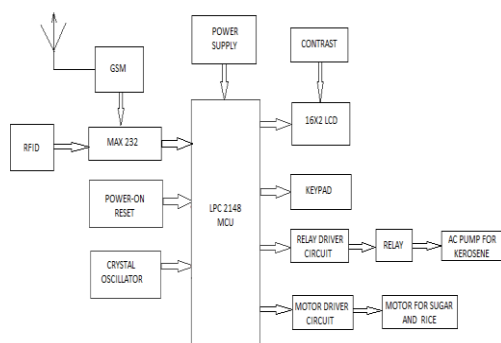 POWER
SUPPLY
CONTRAST
GSM
16X2 LCD
RFID
MAX 232
LPC 2148
MCU
POWER-ON
RESET
KEYPAD
RELAY DRIVER
CIRCUIT
RELAY
AC PUMP FOR
KEROSENE
CRYSTAL
OSCILLATOR
MOTOR DRIVER
CIRCUIT
MOTOR FOR SUGAR
AND RICE